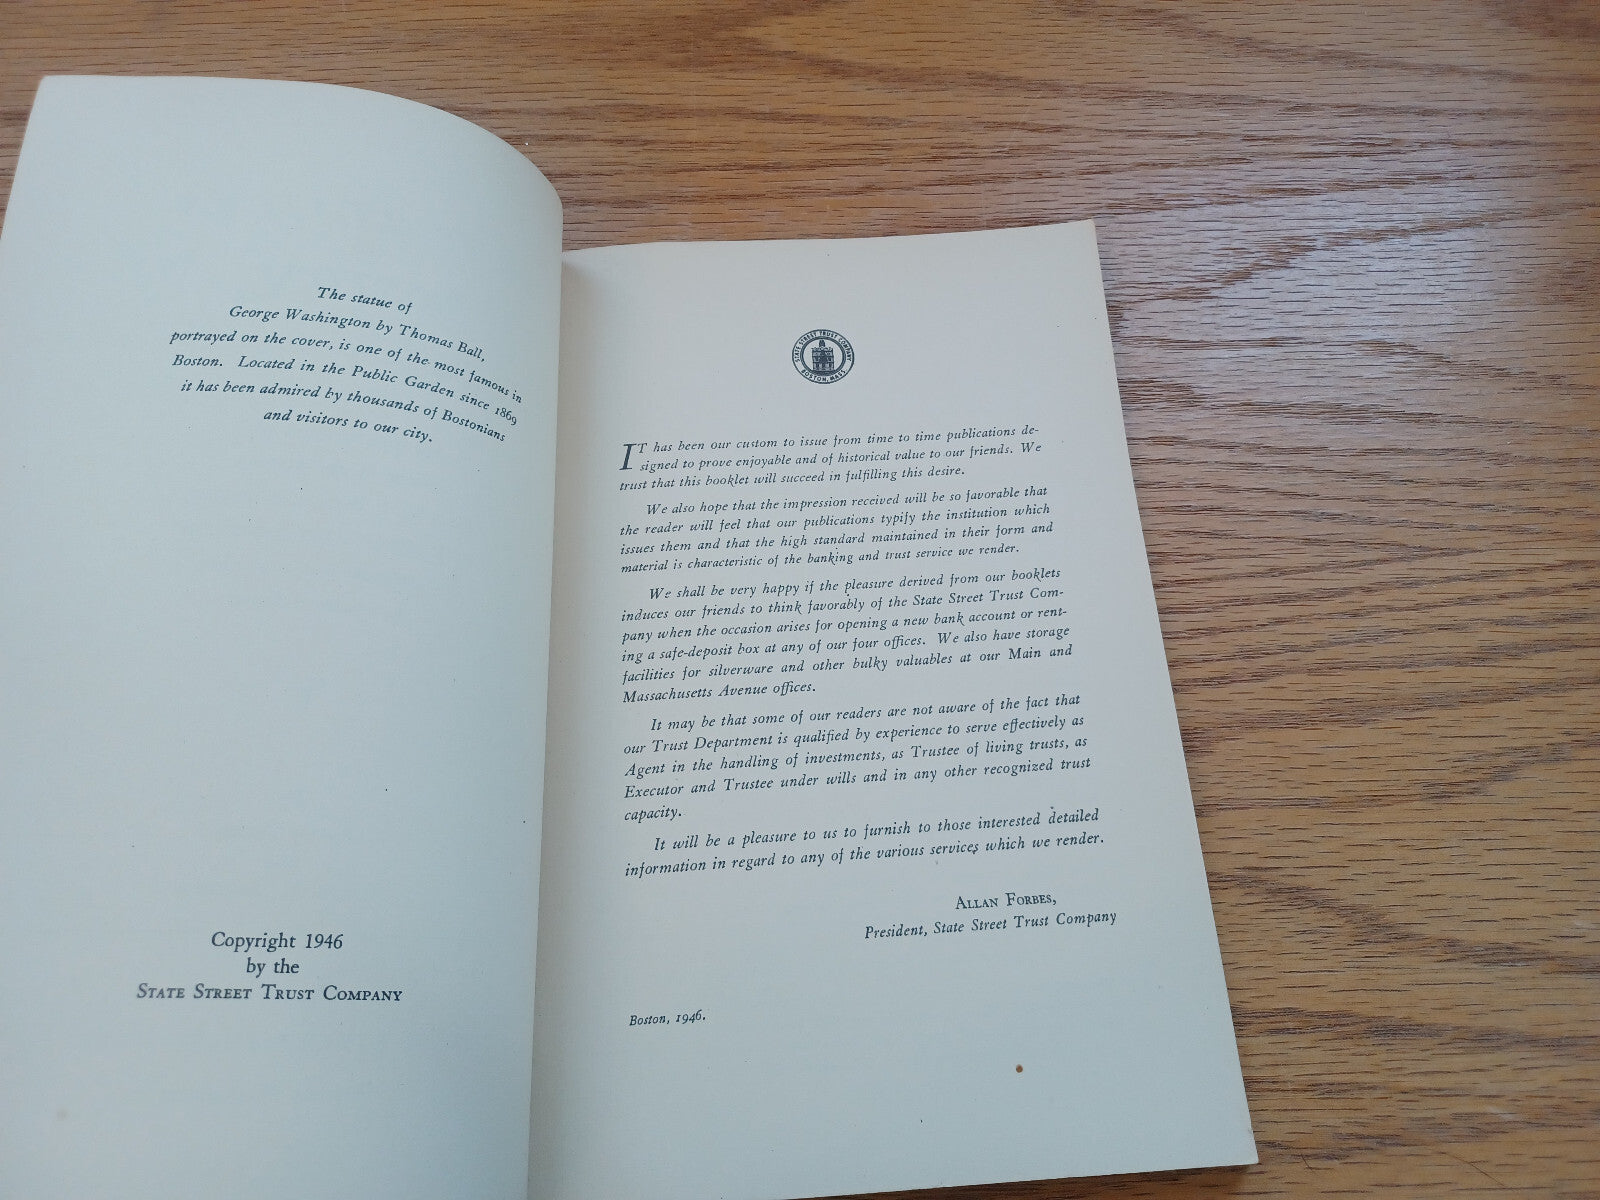 The statue of
George Washington by Thomas Ball,
portrayed on the cover, is one of the most famous in
Boston. Located in the Public Garden since 1869
it has been admired by thousands of Bostonians
and visitors to our city.
Copyright 1946
by the
STATE STREET TRUST COMPANY
STATE STREET TRUST COMPANY
BOSTON, MASS
IT has been our custom to issue from time to time publications de-
signed to prove enjoyable and of historical value to our friends. We
trust that this booklet will succeed in fulfilling this desire.
We also hope that the impression received will be so favorable that
the reader will feel that our publications typify the institution which
issues them and that the high standard maintained in their form and
material is characteristic of the banking and trust service we render.
We shall be very happy if the pleasure derived from our booklets
induces our friends to think favorably of the State Street Trust Com-
pany when the occasion arises for opening a new bank account or rent-
ing a safe-deposit box at any of our four offices. We also have storage
facilities for silverware and other bulky valuables at our Main and
Massachusetts Avenue offices.
It may be that some of our readers are not aware of the fact that
our Trust Department is qualified by experience to serve effectively as
Agent in the handling of investments, as Trustee of living trusts, as
Executor and Trustee under wills and in any other recognized trust
capacity.
It will be a pleasure to us to furnish to those interested detailed
information in regard to any of the various services which we render.
ALLAN FORBES,
President, State Street Trust Company
Boston, 1946.